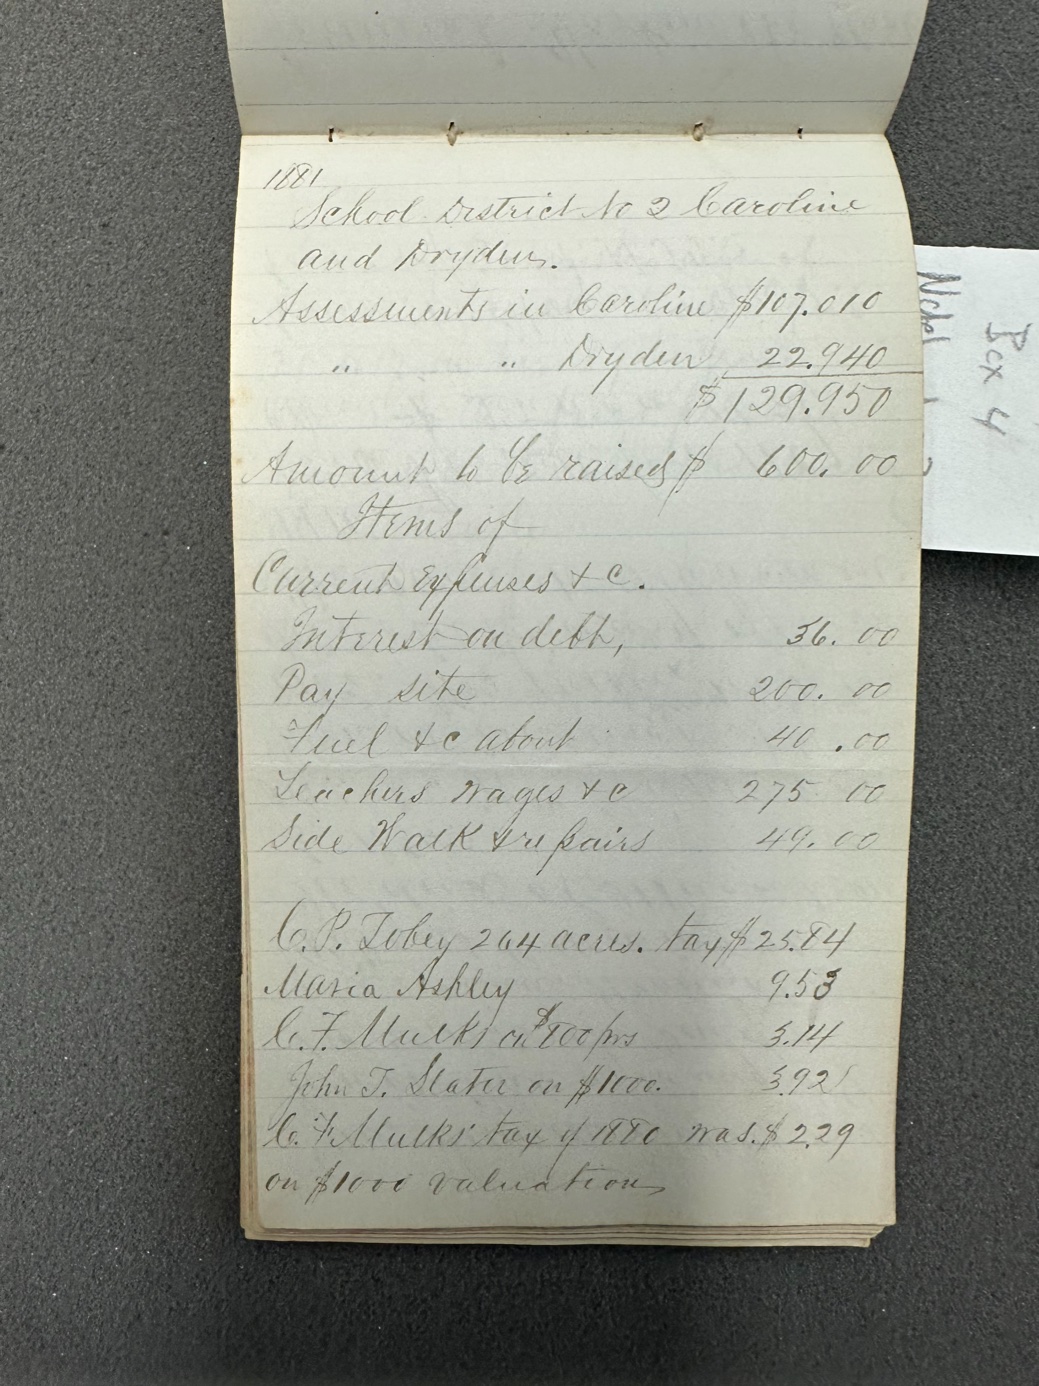 1881
School District No 2 Caroline
and Dryden.
Assessments in Caroline $107.010
" " Dryden 22.940
$129.950
Amount to be raised $ 600. 00
Items of
Current Expenses & c.
Interest on debt, 36. 00
Pay site 200. 00
Fuel & c about 40 .00
Teachers wages & c 275 00
Side Walk & repairs 49. 00
C. P. Tobey 264 acres. tax $25.84
Maria Ashley 9.53
C. F. Mulks on $800 prs 3.14
John T. Slater on $1000. 3.92
C. F. Mulks' tax of 1880 was. $2.29
on $1000 valuation
Box 4